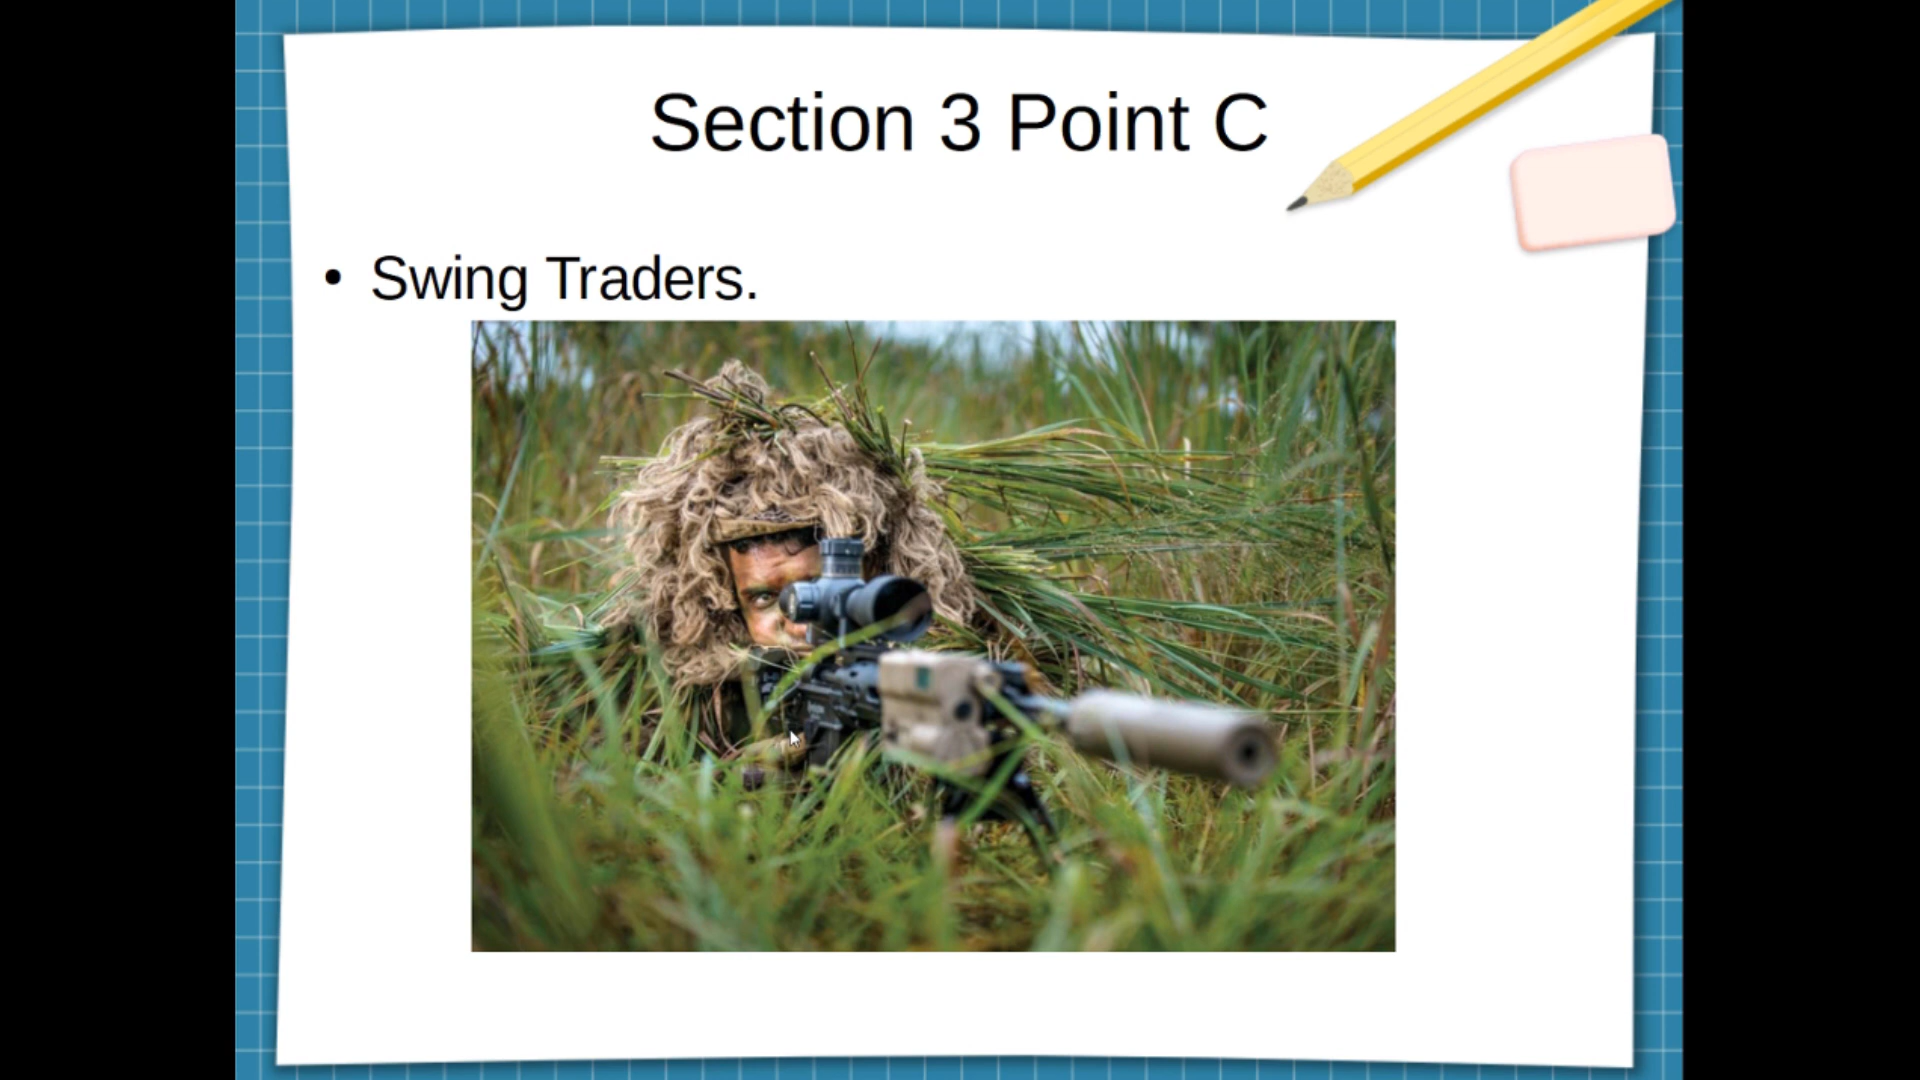 Section 3 Point C
• Swing Traders.